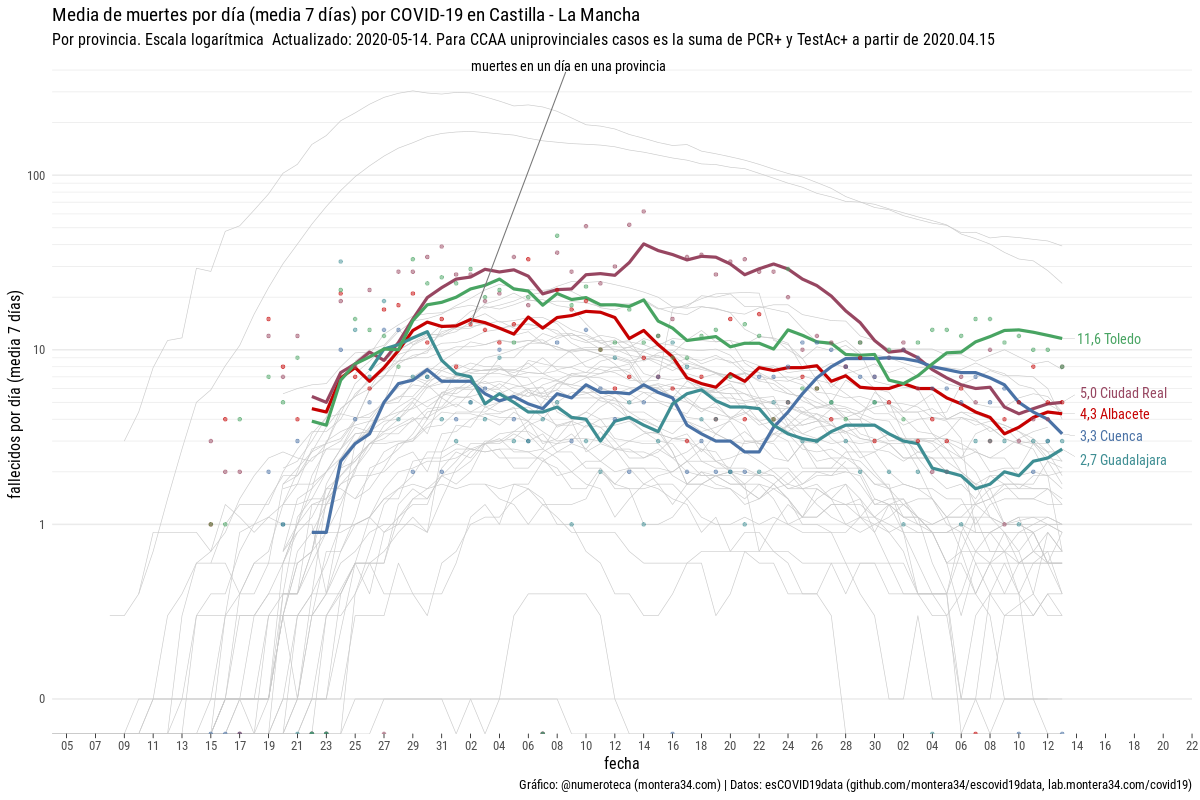 Media de muertes por día (media 7 días) por COVID-19 en Castilla - La Mancha
Por provincia. Escala logarítmica  Actualizado: 2020-05-14. Para CCAA uniprovinciales casos es la suma de PCR+ y TestAc+ a partir de 2020.04.15
muertes en un día en una provincia
fallecidos por día (media  7 días)
100
10
1
0
11,6 Toledo
5,0 Ciudad Real
4,3 Albacete
3,3 Cuenca
2,7 Guadalajara
05 07 09 11 13 15 17 19 21 23 25 27 29 31 02 04 06 08 10 12 14 16 18 20 22 24 26 28 30 02 04 06 08 10 12 14 16 18 20 22
fecha
Gráfico: @numeroteca (montera34.com) | Datos: esCOVID19data (github.com/montera34/escovid19data, lab.montera34.com/covid19)